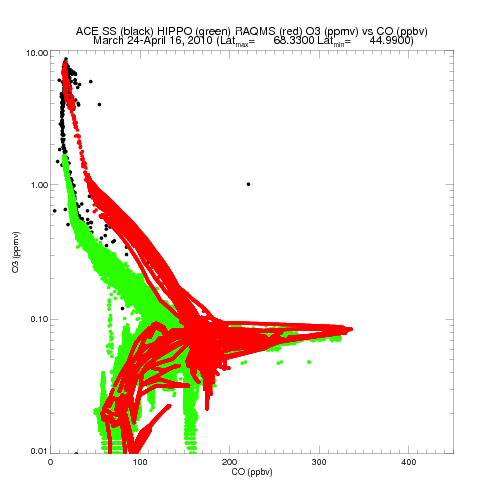 ACE SS (black) HIPPO (green) RAQMS (red) O3 (ppmv) vs CO (ppbv)
March 24-April 16, 2010 (Latmax= 68.3300 Latmin= 44.9900)
10.00
1.00
O3 (ppmv)
0.10
0.01
0 100 200 300 400
CO (ppbv)